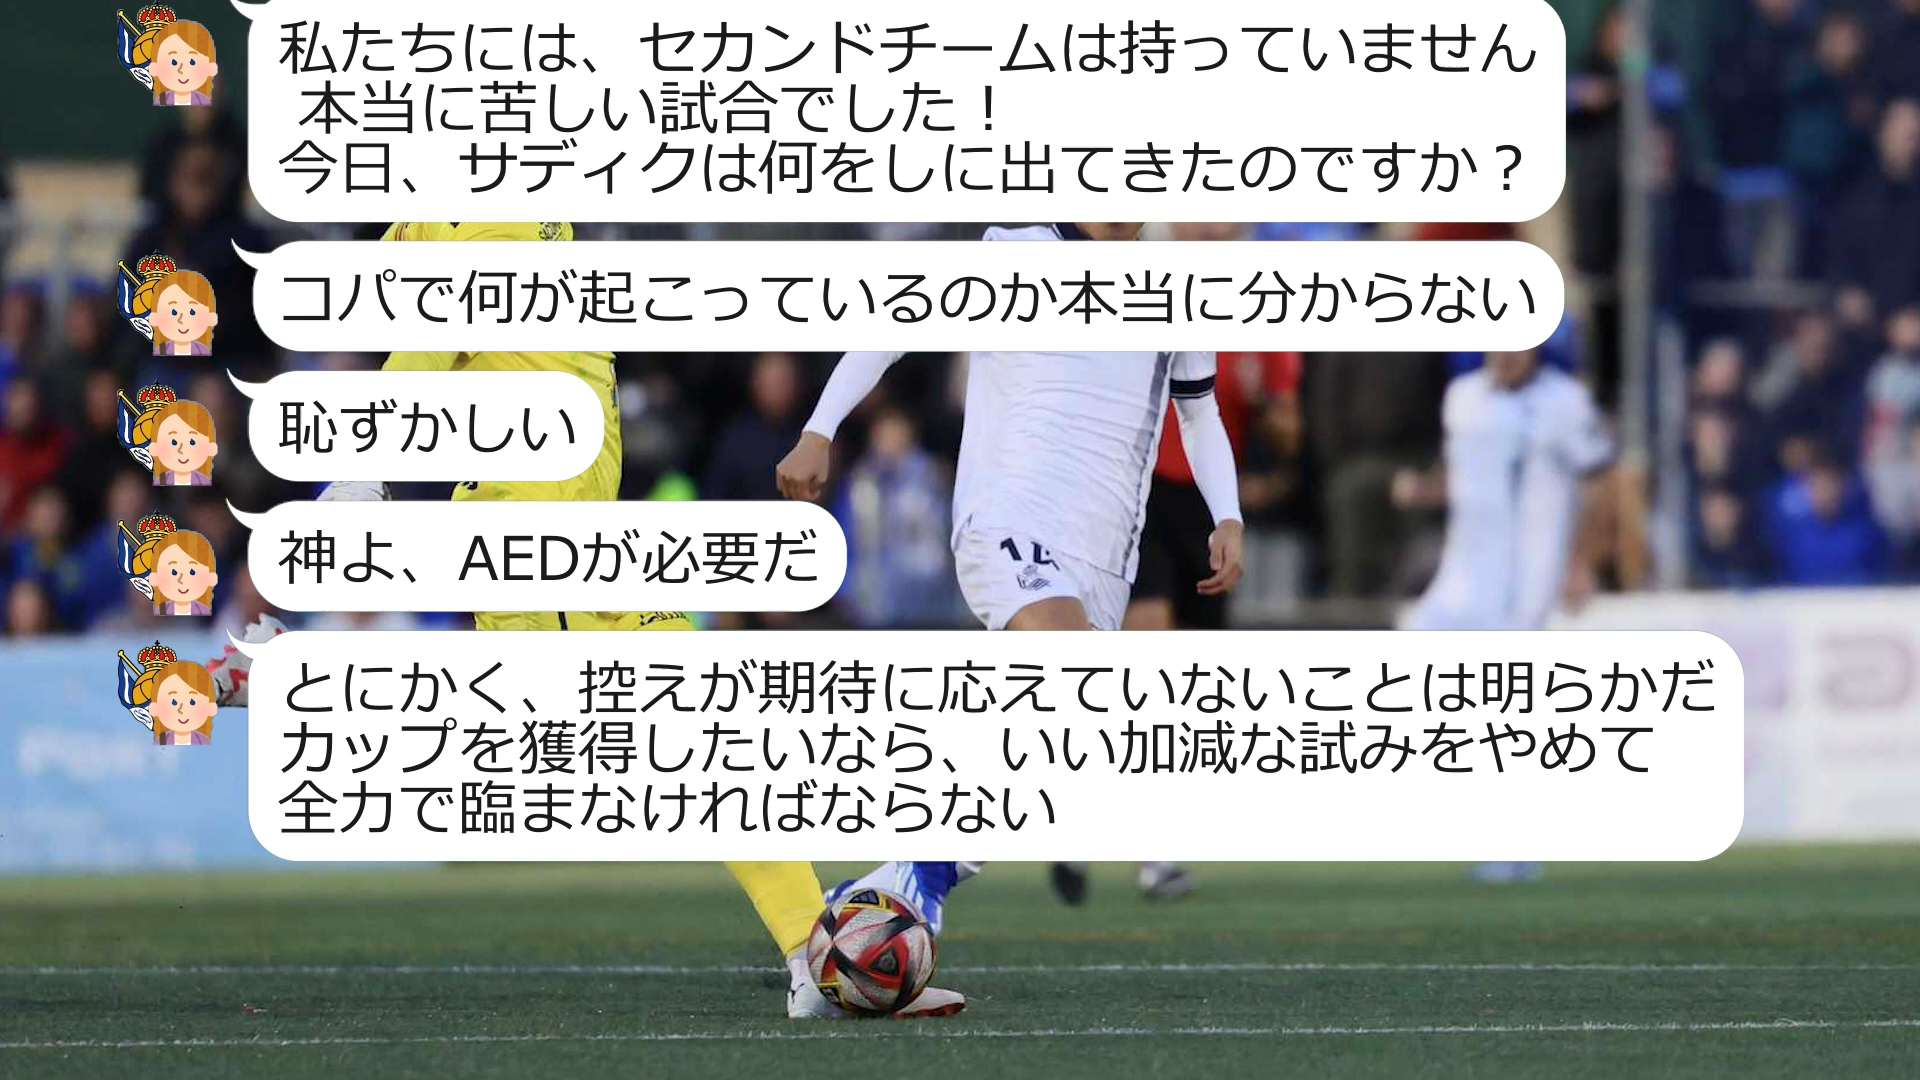 私たちには、セカンドチームは持っていません
本当に苦しい試合でした！
今日、サディクは何をしに出てきたのですか？
コパで何が起こっているのか本当に分からない
恥ずかしい
神よ、AEDが必要だ
とにかく、控えが期待に応えていないことは明らかだ
カップを獲得したいなら、いい加減な試みをやめて
全力で臨まなければならない